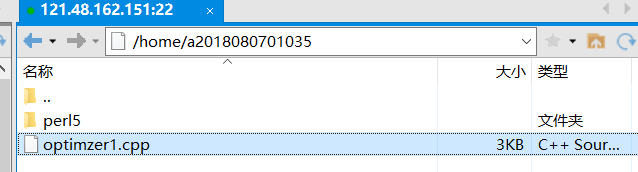 121.48.162.151:22 ×
/home/a2018080701035
名称 大小 类型
..
perl5 文件夹
optimzer1.cpp 3KB C++ Sour...